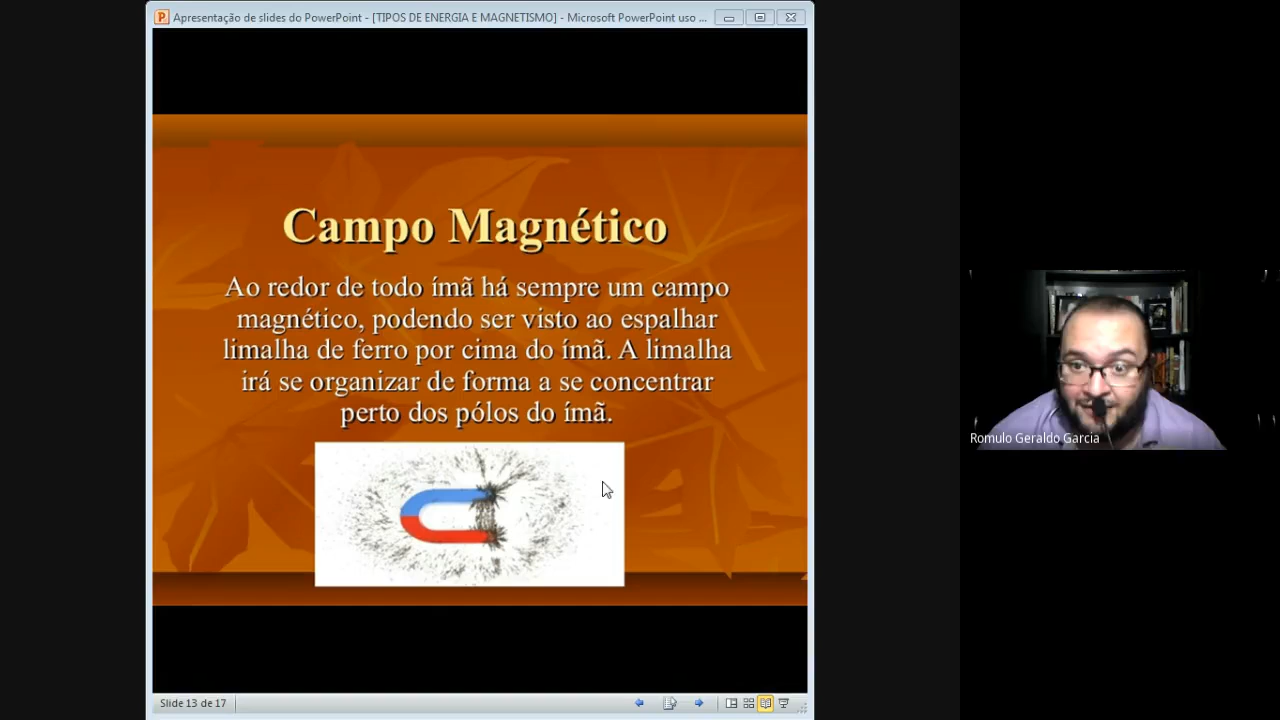 Apresentação de slides do PowerPoint - [TIPOS DE ENERGIA E MAGNETISMO] - Microsoft PowerPoint uso ...
Campo Magnético
Ao redor de todo ímã há sempre um campo
magnético, podendo ser visto ao espalhar
limalha de ferro por cima do ímã. A limalha
irá se organizar de forma a se concentrar
perto dos pólos do ímã.
Romulo Geraldo Garcia
Slide 13 de 17